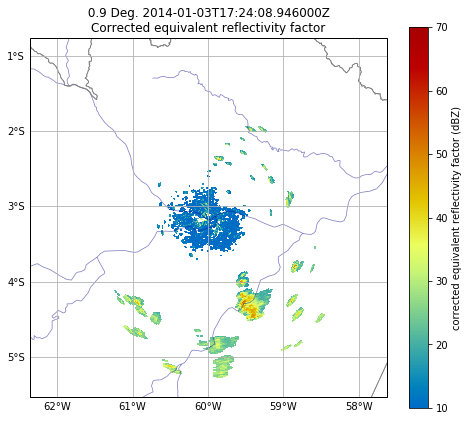 0.9 Deg. 2014-01-03T17:24:08.946000Z
Corrected equivalent reflectivity factor
1°S
2°S
3°S
4°S
5°S
62°W
61°W
60°W
59°W
58°W
70
60
50
40
30
20
10
corrected equivalent reflectivity factor (dBZ)